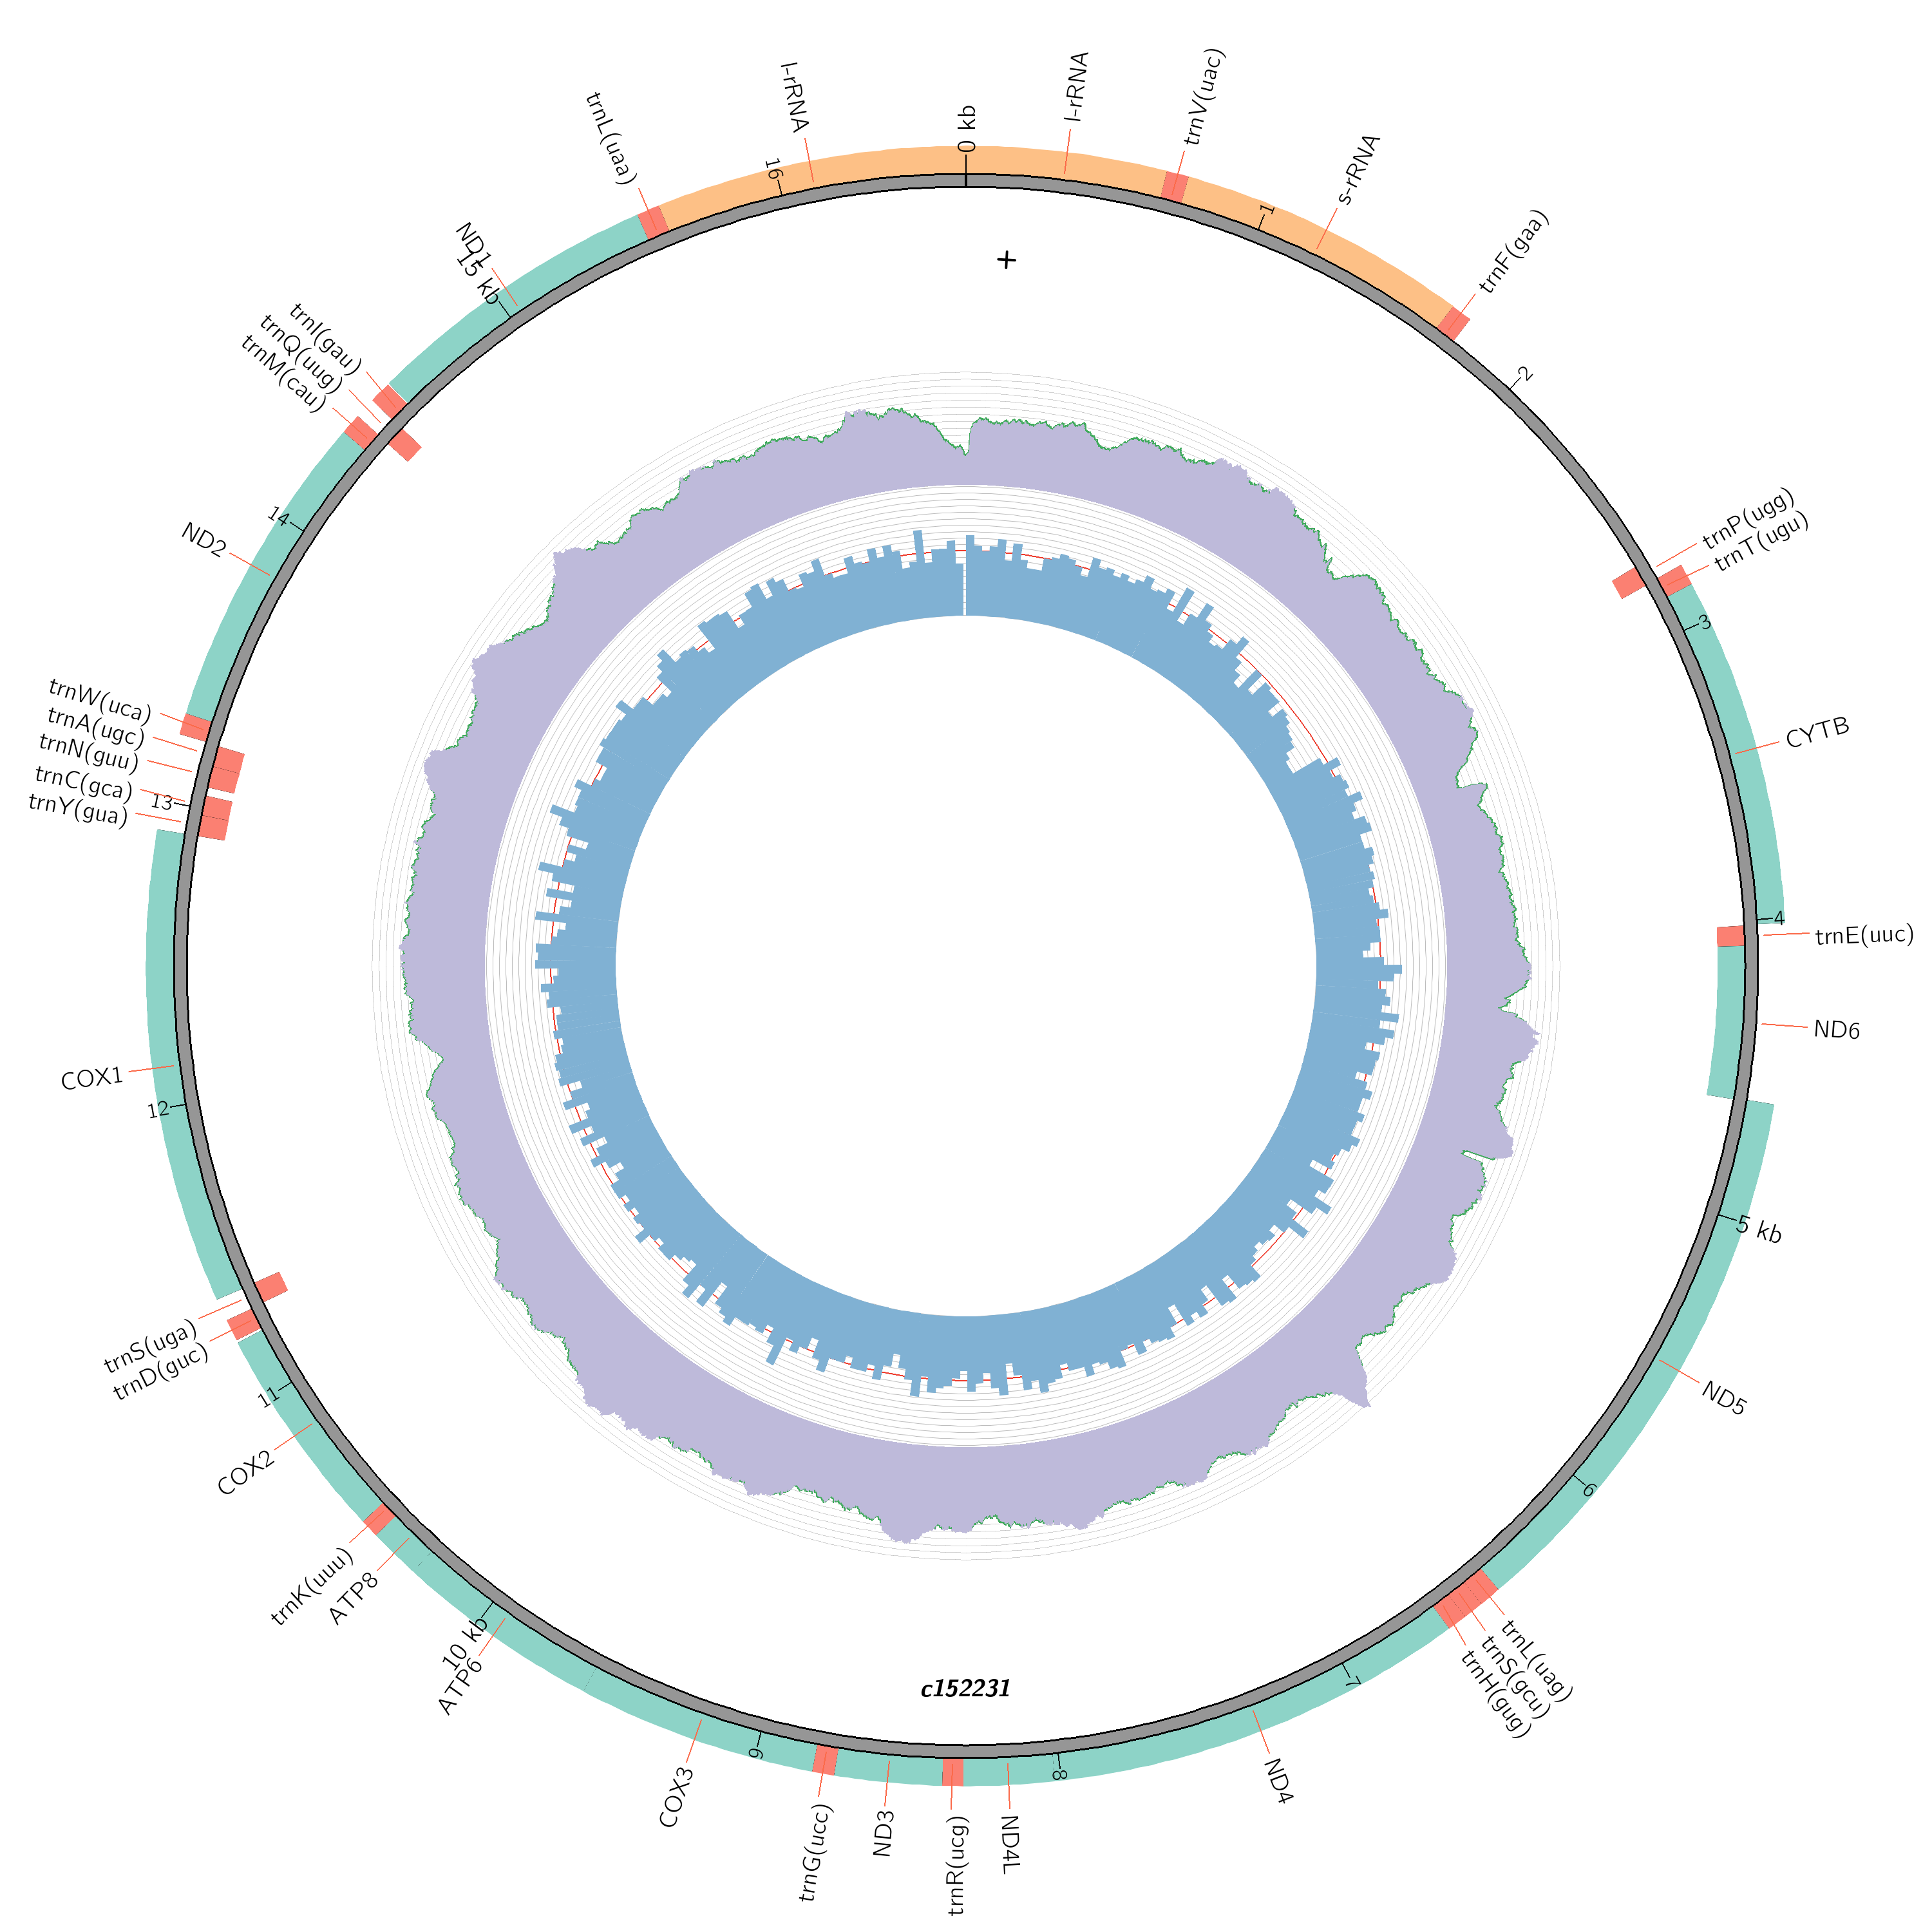 0 kb
l-rRNA
trnV(uac)
1
s-rRNA
trnF(gaa)
2
trnP(ugg)
trnT(ugu)
3
CYTB
4
trnE(uuc)
ND6
5 kb
ND5
6
trnL(uag)
trnS(gcu)
trnH(gug)
7
ND4
8
ND4L
trnR(ucg)
ND3
trnG(ucc)
9
COX3
ATP6
10 kb
ATP8
trnK(uuu)
COX2
11
trnD(guc)
trnS(uga)
12
COX1
trnY(gua)
13
trnC(gca)
trnN(guu)
trnA(ugc)
trnW(uca)
ND2
14
trnM(cau)
trnQ(uug)
trnI(gau)
15 kb
ND1
trnL(uaa)
16
l-rRNA
+
c152231